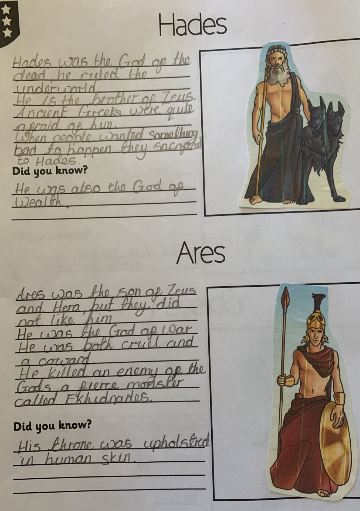 Hades
Hades was the God of the
dead, he ruled the
underworld.
He is the brother of Zeus.
Ancient Greeks were quite
afraid of him.
When people wanted something
bad to happen they sacrificed
to Hades.
Did you know?
He was also the God of
Wealth.
Ares
Ares was the son of Zeus
and Hera but they did
not like him
He was the God of War
He was both cruel and
a coward
He killed an enemy of the
Gods a fierce monster
called Ekhidnades.
Did you know?
His throne was upholstred
in human skin.